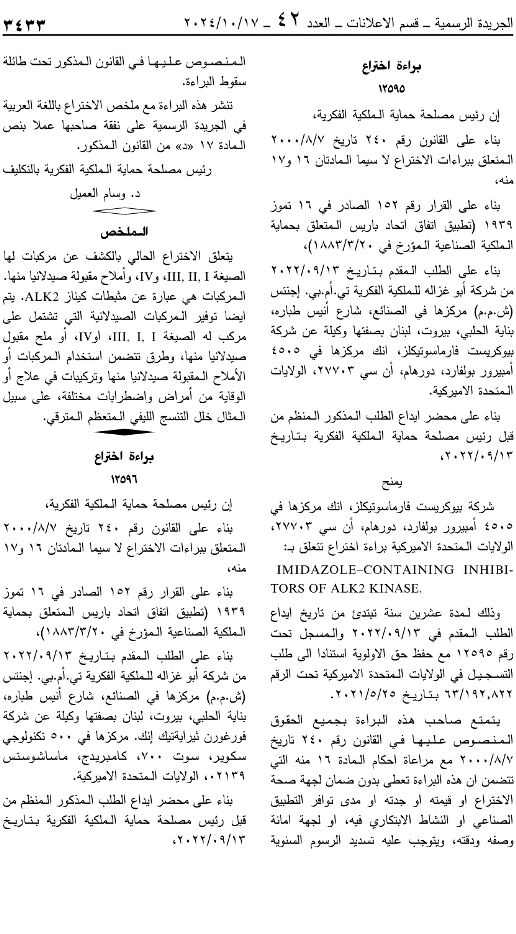 الجريدة الرسمية ــ قسم الاعلانات ــ العدد ٤٢ ــ ٢٠٢٤/١٠/١٧
٣٤٣٣
براءة اختراع
١٢٥٩٥
إن رئيس مصلحة حماية الملكية الفكرية،
بناء على القانون رقم ٢٤٠ تاريخ ٢٠٠٠/٨/٧
المتعلق ببراءات الاختراع لا سيما المادتان ١٦ و١٧
منه،
بناء على القرار رقم ١٥٢ الصادر في ١٦ تموز
١٩٣٩ (تطبيق اتفاق اتحاد باريس المتعلق بحماية
الملكية الصناعية المؤرخ في ١٨٨٣/٣/٢٠)،
بناء على الطلب المقدم بتاريخ ٢٠٢٢/٠٩/١٣
من شركة أبو غزاله للملكية الفكرية تي.أم.بي. إجنتس
(ش.م.م) مركزها في الصنائع، شارع أنيس طباره،
بناية الحلبي، بيروت، لبنان بصفتها وكيلة عن شركة
بيوكريست فارماسوتيكلز، انك مركزها في ٤٥٠٥
أمبيرور بولفارد، دورهام، أن سي ٢٧٧٠٣، الولايات
المتحدة الاميركية.
بناء على محضر ايداع الطلب المذكور المنظم من
قبل رئيس مصلحة حماية الملكية الفكرية بتـاريخ
٢٠٢٢/٠٩/١٣،
يمنح
شركة بيوكريست فارماسوتيكلز، انك مركزها في
٤٥٠٥ أمبيرور بولفارد، دورهام، أن سي ٢٧٧٠٣،
الولايات المتحدة الاميركية براءة اختراع تتعلق بـ:
IMIDAZOLE–CONTAINING INHIBI-
TORS OF ALK2 KINASE.
وذلك لـمدة عشرين سنة تبتدئ من تاريخ ايداع
الطلب المقدم في ٢٠٢٢/٠٩/١٣ والمسجل تحت
رقم ١٢٥٩٥ مع حفظ حق الاولوية استنادا الى طلب
التسجـيل في الولايات المتحدة الاميركية تحت الرقم
٦٣/١٩٢,٨٢٢ بـتاريخ ٢٠٢١/٥/٢٥.
يتمتع صاحب هذه البراءة بجميع الحقوق
المنصوص عليها في القانون رقم ٢٤٠ تاريخ
٢٠٠٠/٨/٧ مع مراعاة احكام المادة ١٦ منه التي
تتضمن ان هذه البراءة تعطى بدون ضمان لجهة صحة
الاختراع او قيمته او جدته او مدى توافر التطبيق
الصناعي او النشاط الابتكاري فيه، او لجهة امانة
وصفه ودقته، ويتوجب عليه تسديد الرسوم السنوية
المنصوص عليها في القانون المذكور تحت طائلة
سقوط البراءة.
تنشر هذه البراءة مع ملخص الاختراع باللغة العربية
في الجريدة الرسمية على نفقة صاحبها عملا بنص
المادة ١٧ «د» من القانون المذكور.
رئيس مصلحة حماية الملكية الفكرية بالتكليف
د. وسام العميل
الـملخص
يتعلق الاختراع الحالي بالكشف عن مركبات لها
الصيغة III, II, I، وIV، وأملاح مقبولة صيدلانيا منها.
المركبات هي عبارة عن مثبطات كيناز ALK2. يتم
ايضا توفير المركبات الصيدلانية التي تشتمل على
مركب له الصيغة III, I, I، اوIV، أو ملح مقبول
صيدلانيا منها، وطرق تتضمن استخدام المركبات أو
الأملاح المقبولة صيدلانيا منها وتركيبات في علاج أو
الوقاية من أمراض واضطرابات مختلفة، على سبيل
المثال خلل التنسج الليفي المتعظم المترقي.
براءة اختراع
١٢٥٩٦
إن رئيس مصلحة حماية الملكية الفكرية،
بناء على القانون رقم ٢٤٠ تاريخ ٢٠٠٠/٨/٧
المتعلق ببراءات الاختراع لا سيما المادتان ١٦ و١٧
منه،
بناء على القرار رقم ١٥٢ الصادر في ١٦ تموز
١٩٣٩ (تطبيق اتفاق اتحاد باريس المتعلق بحماية
الملكية الصناعية المؤرخ في ١٨٨٣/٣/٢٠)،
بناء على الطلب المقدم بـتاريخ ٢٠٢٢/٠٩/١٣
من شركة أبو غزاله للملكية الفكرية تي.أم.بي. إجنتس
(ش.م.م) مركزها في الصنائع، شارع أنيس طباره،
بناية الحلبي، بيروت، لبنان بصفتها وكيلة عن شركة
فورغورن ثيرابيتيك إنك. مركزها في ٥٠٠ تكنولوجي
سكوير، سوت ٧٠٠، كامبريدج، ماساشوستس
٠٢١٣٩، الولايات المتحدة الاميركية.
بناء على محضر ايداع الطلب المذكور المنظم من
قبل رئيس مصلحة حماية الملكية الفكرية بـتاريخ
٢٠٢٢/٠٩/١٣،